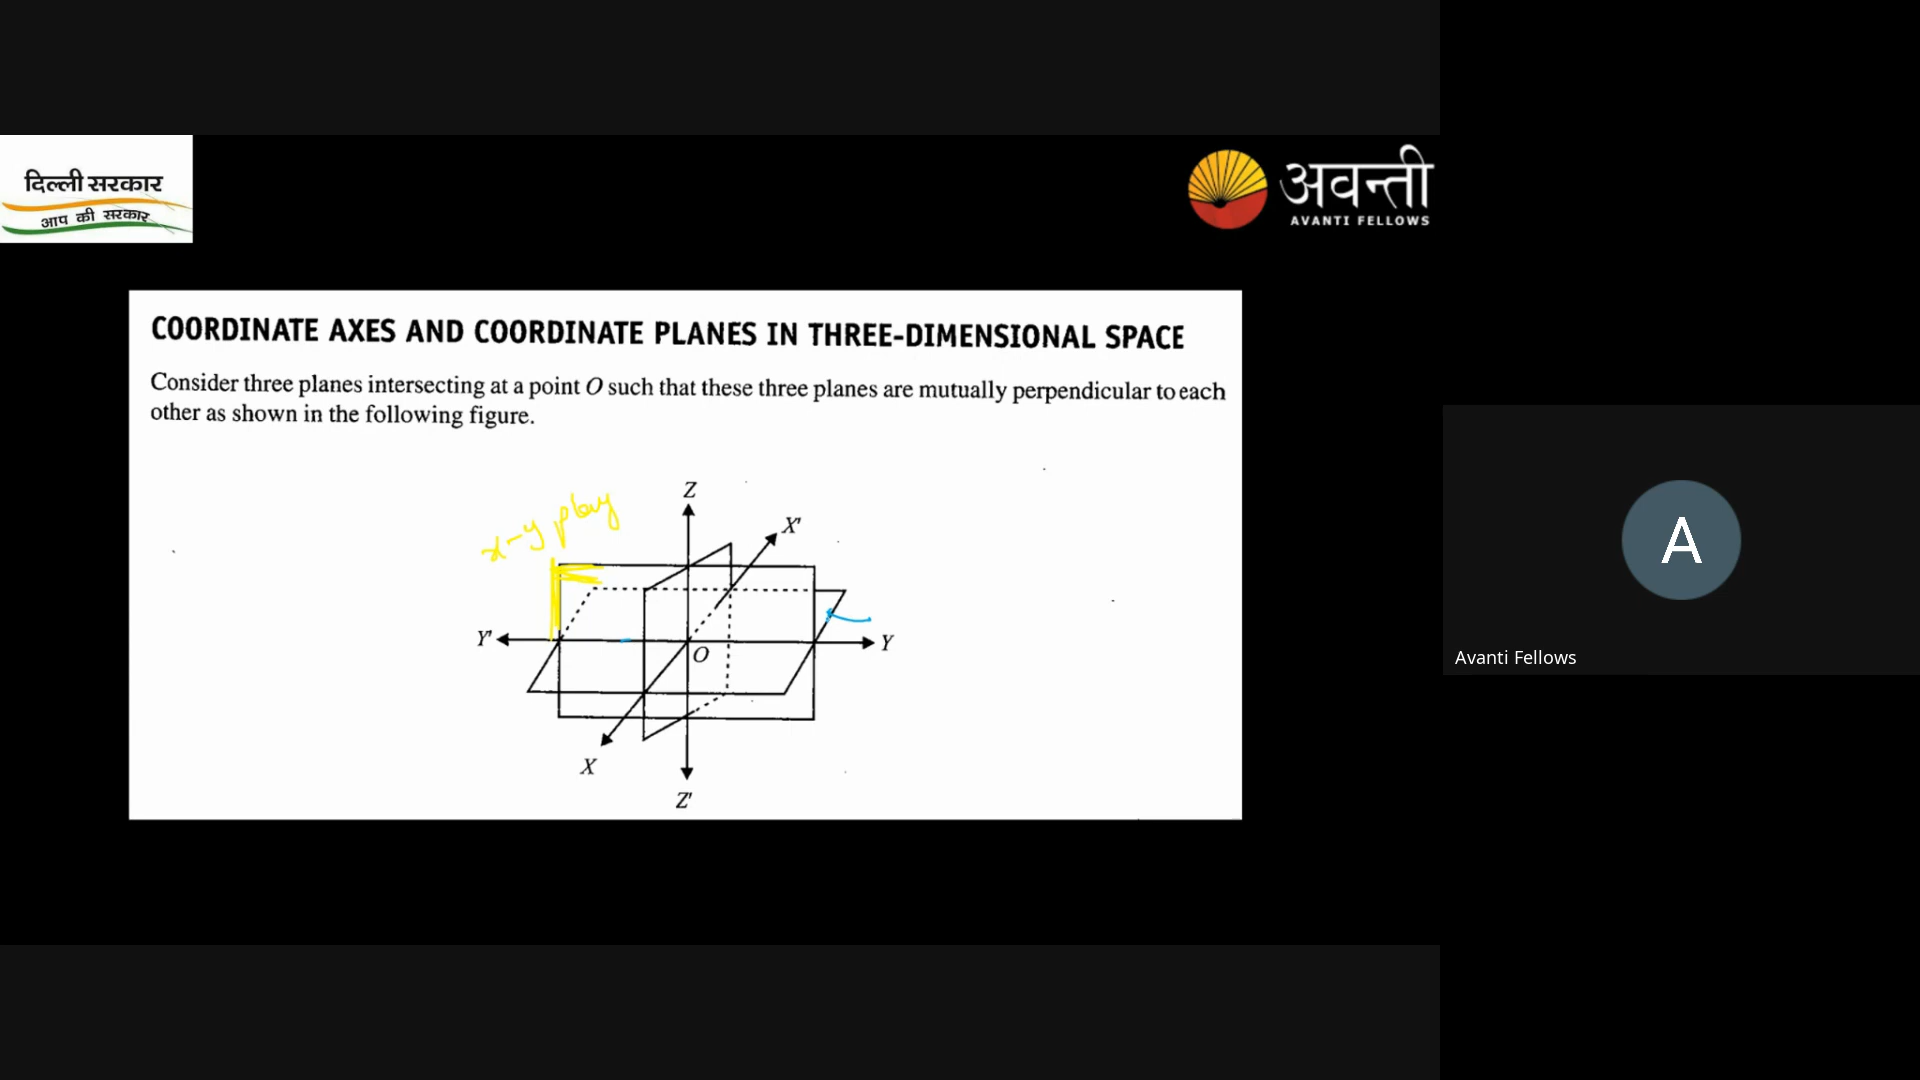 दिल्ली सरकार
आप की सरकार
अवन्ती
AVANTI FELLOWS
COORDINATE AXES AND COORDINATE PLANES IN THREE-DIMENSIONAL SPACE
Consider three planes intersecting at a point O such that these three planes are mutually perpendicular to each
other as shown in the following figure.
x-y
Z
X'
Y'
O
Y
X
Z'
A
Avanti Fellows